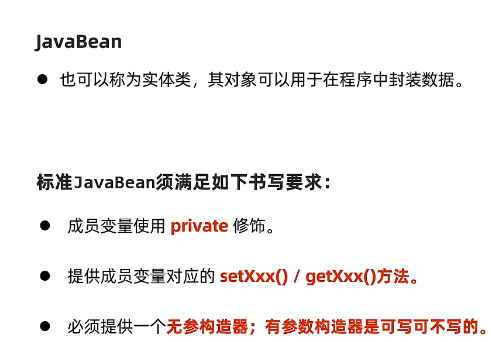 JavaBean
● 也可以称为实体类，其对象可以用于在程序中封装数据。
标准JavaBean须满足如下书写要求：
● 成员变量使用 private 修饰。
● 提供成员变量对应的 setXxx() / getXxx()方法。
● 必须提供一个无参构造器；有参数构造器是可写可不写的。